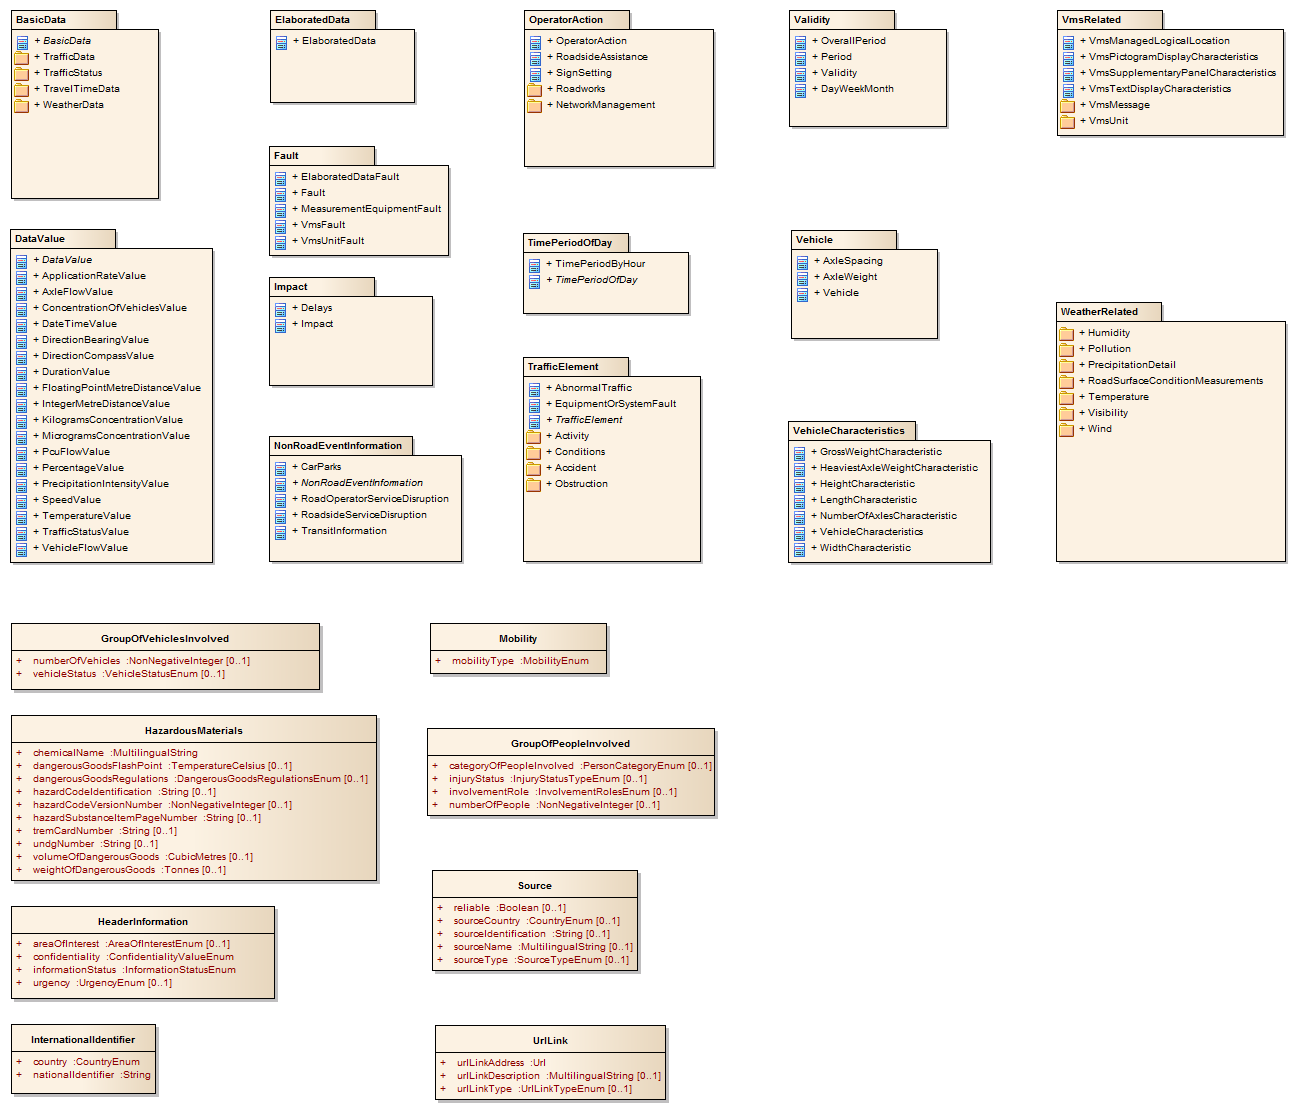 BasicData
+ BasicData
+ TrafficData
+ TrafficStatus
+ TravelTimeData
+ WeatherData
ElaboratedData
+ ElaboratedData
OperatorAction
+ OperatorAction
+ RoadsideAssistance
+ SignSetting
+ Roadworks
+ NetworkManagement
Validity
+ OverallPeriod
+ Period
+ Validity
+ DayWeekMonth
VmsRelated
+ VmsManagedLogicalLocation
+ VmsPictogramDisplayCharacteristics
+ VmsSupplementaryPanelCharacteristics
+ VmsTextDisplayCharacteristics
+ VmsMessage
+ VmsUnit
Fault
+ ElaboratedDataFault
+ Fault
+ MeasurementEquipmentFault
+ VmsFault
+ VmsUnitFault
DataValue
+ DataValue
+ ApplicationRateValue
+ AxleFlowValue
+ ConcentrationOfVehiclesValue
+ DateTimeValue
+ DirectionBearingValue
+ DirectionCompassValue
+ DurationValue
+ FloatingPointMetreDistanceValue
+ IntegerMetreDistanceValue
+ KilogramsConcentrationValue
+ MicrogramsConcentrationValue
+ PcuFlowValue
+ PercentageValue
+ PrecipitationIntensityValue
+ SpeedValue
+ TemperatureValue
+ TrafficStatusValue
+ VehicleFlowValue
Impact
+ Delays
+ Impact
NonRoadEventInformation
+ CarParks
+ NonRoadEventInformation
+ RoadOperatorServiceDisruption
+ RoadsideServiceDisruption
+ TransitInformation
TimePeriodOfDay
+ TimePeriodByHour
+ TimePeriodOfDay
TrafficElement
+ AbnormalTraffic
+ EquipmentOrSystemFault
+ TrafficElement
+ Activity
+ Conditions
+ Accident
+ Obstruction
Vehicle
+ AxleSpacing
+ AxleWeight
+ Vehicle
VehicleCharacteristics
+ GrossWeightCharacteristic
+ HeaviestAxleWeightCharacteristic
+ HeightCharacteristic
+ LengthCharacteristic
+ NumberOfAxlesCharacteristic
+ VehicleCharacteristics
+ WidthCharacteristic
WeatherRelated
+ Humidity
+ Pollution
+ PrecipitationDetail
+ RoadSurfaceConditionMeasurements
+ Temperature
+ Visibility
+ Wind
GroupOfVehiclesInvolved
+ numberOfVehicles :NonNegativeInteger [0..1]
+ vehicleStatus :VehicleStatusEnum [0..1]
Mobility
+ mobilityType :MobilityEnum
HazardousMaterials
+ chemicalName :MultilingualString
+ dangerousGoodsFlashPoint :TemperatureCelsius [0..1]
+ dangerousGoodsRegulations :DangerousGoodsRegulationsEnum [0..1]
+ hazardCodeIdentification :String [0..1]
+ hazardCodeVersionNumber :NonNegativeInteger [0..1]
+ hazardSubstanceItemPageNumber :String [0..1]
+ tremCardNumber :String [0..1]
+ undgNumber :String [0..1]
+ volumeOfDangerousGoods :CubicMetres [0..1]
+ weightOfDangerousGoods :Tonnes [0..1]
GroupOfPeopleInvolved
+ categoryOfPeopleInvolved :PersonCategoryEnum [0..1]
+ injuryStatus :InjuryStatusTypeEnum [0..1]
+ involvementRole :InvolvementRolesEnum [0..1]
+ numberOfPeople :NonNegativeInteger [0..1]
Source
+ reliable :Boolean [0..1]
+ sourceCountry :CountryEnum [0..1]
+ sourceIdentification :String [0..1]
+ sourceName :MultilingualString [0..1]
+ sourceType :SourceTypeEnum [0..1]
HeaderInformation
+ areaOfInterest :AreaOfInterestEnum [0..1]
+ confidentiality :ConfidentialityValueEnum
+ informationStatus :InformationStatusEnum
+ urgency :UrgencyEnum [0..1]
InternationalIdentifier
+ country :CountryEnum
+ nationalIdentifier :String
UrlLink
+ urlLinkAddress :Url
+ urlLinkDescription :MultilingualString [0..1]
+ urlLinkType :UrlLinkTypeEnum [0..1]